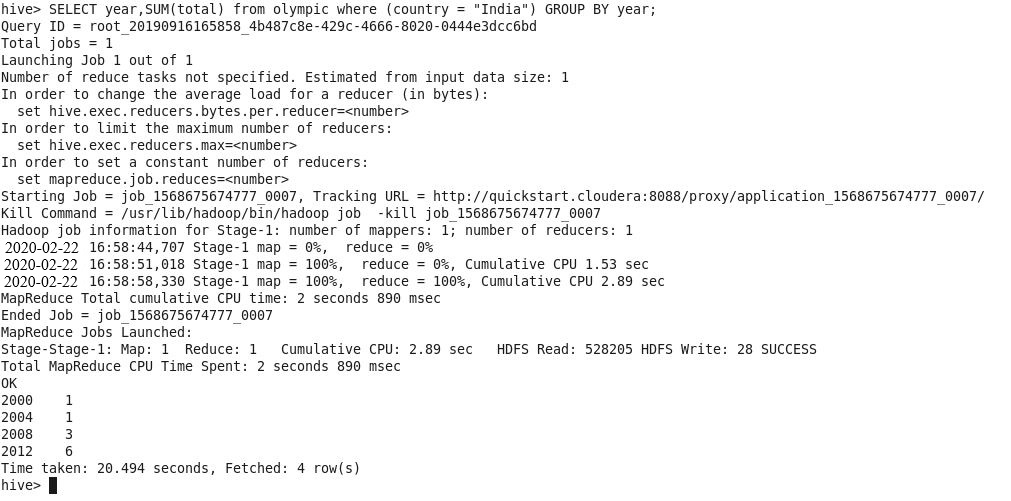 hive> SELECT year,SUM(total) from olympic where (country = "India") GROUP BY year;
Query ID = root_20190916165858_4b487c8e-429c-4666-8020-0444e3dcc6bd
Total jobs = 1
Launching Job 1 out of 1
Number of reduce tasks not specified. Estimated from input data size: 1
In order to change the average load for a reducer (in bytes):
  set hive.exec.reducers.bytes.per.reducer=<number>
In order to limit the maximum number of reducers:
  set hive.exec.reducers.max=<number>
In order to set a constant number of reducers:
  set mapreduce.job.reduces=<number>
Starting Job = job_1568675674777_0007, Tracking URL = http://quickstart.cloudera:8088/proxy/application_1568675674777_0007/
Kill Command = /usr/lib/hadoop/bin/hadoop job  -kill job_1568675674777_0007
Hadoop job information for Stage-1: number of mappers: 1; number of reducers: 1
2020-02-22 16:58:44,707 Stage-1 map = 0%,  reduce = 0%
2020-02-22 16:58:51,018 Stage-1 map = 100%,  reduce = 0%, Cumulative CPU 1.53 sec
2020-02-22 16:58:58,330 Stage-1 map = 100%,  reduce = 100%, Cumulative CPU 2.89 sec
MapReduce Total cumulative CPU time: 2 seconds 890 msec
Ended Job = job_1568675674777_0007
MapReduce Jobs Launched:
Stage-Stage-1: Map: 1  Reduce: 1   Cumulative CPU: 2.89 sec   HDFS Read: 528205 HDFS Write: 28 SUCCESS
Total MapReduce CPU Time Spent: 2 seconds 890 msec
OK
2000    1
2004    1
2008    3
2012    6
Time taken: 20.494 seconds, Fetched: 4 row(s)
hive>